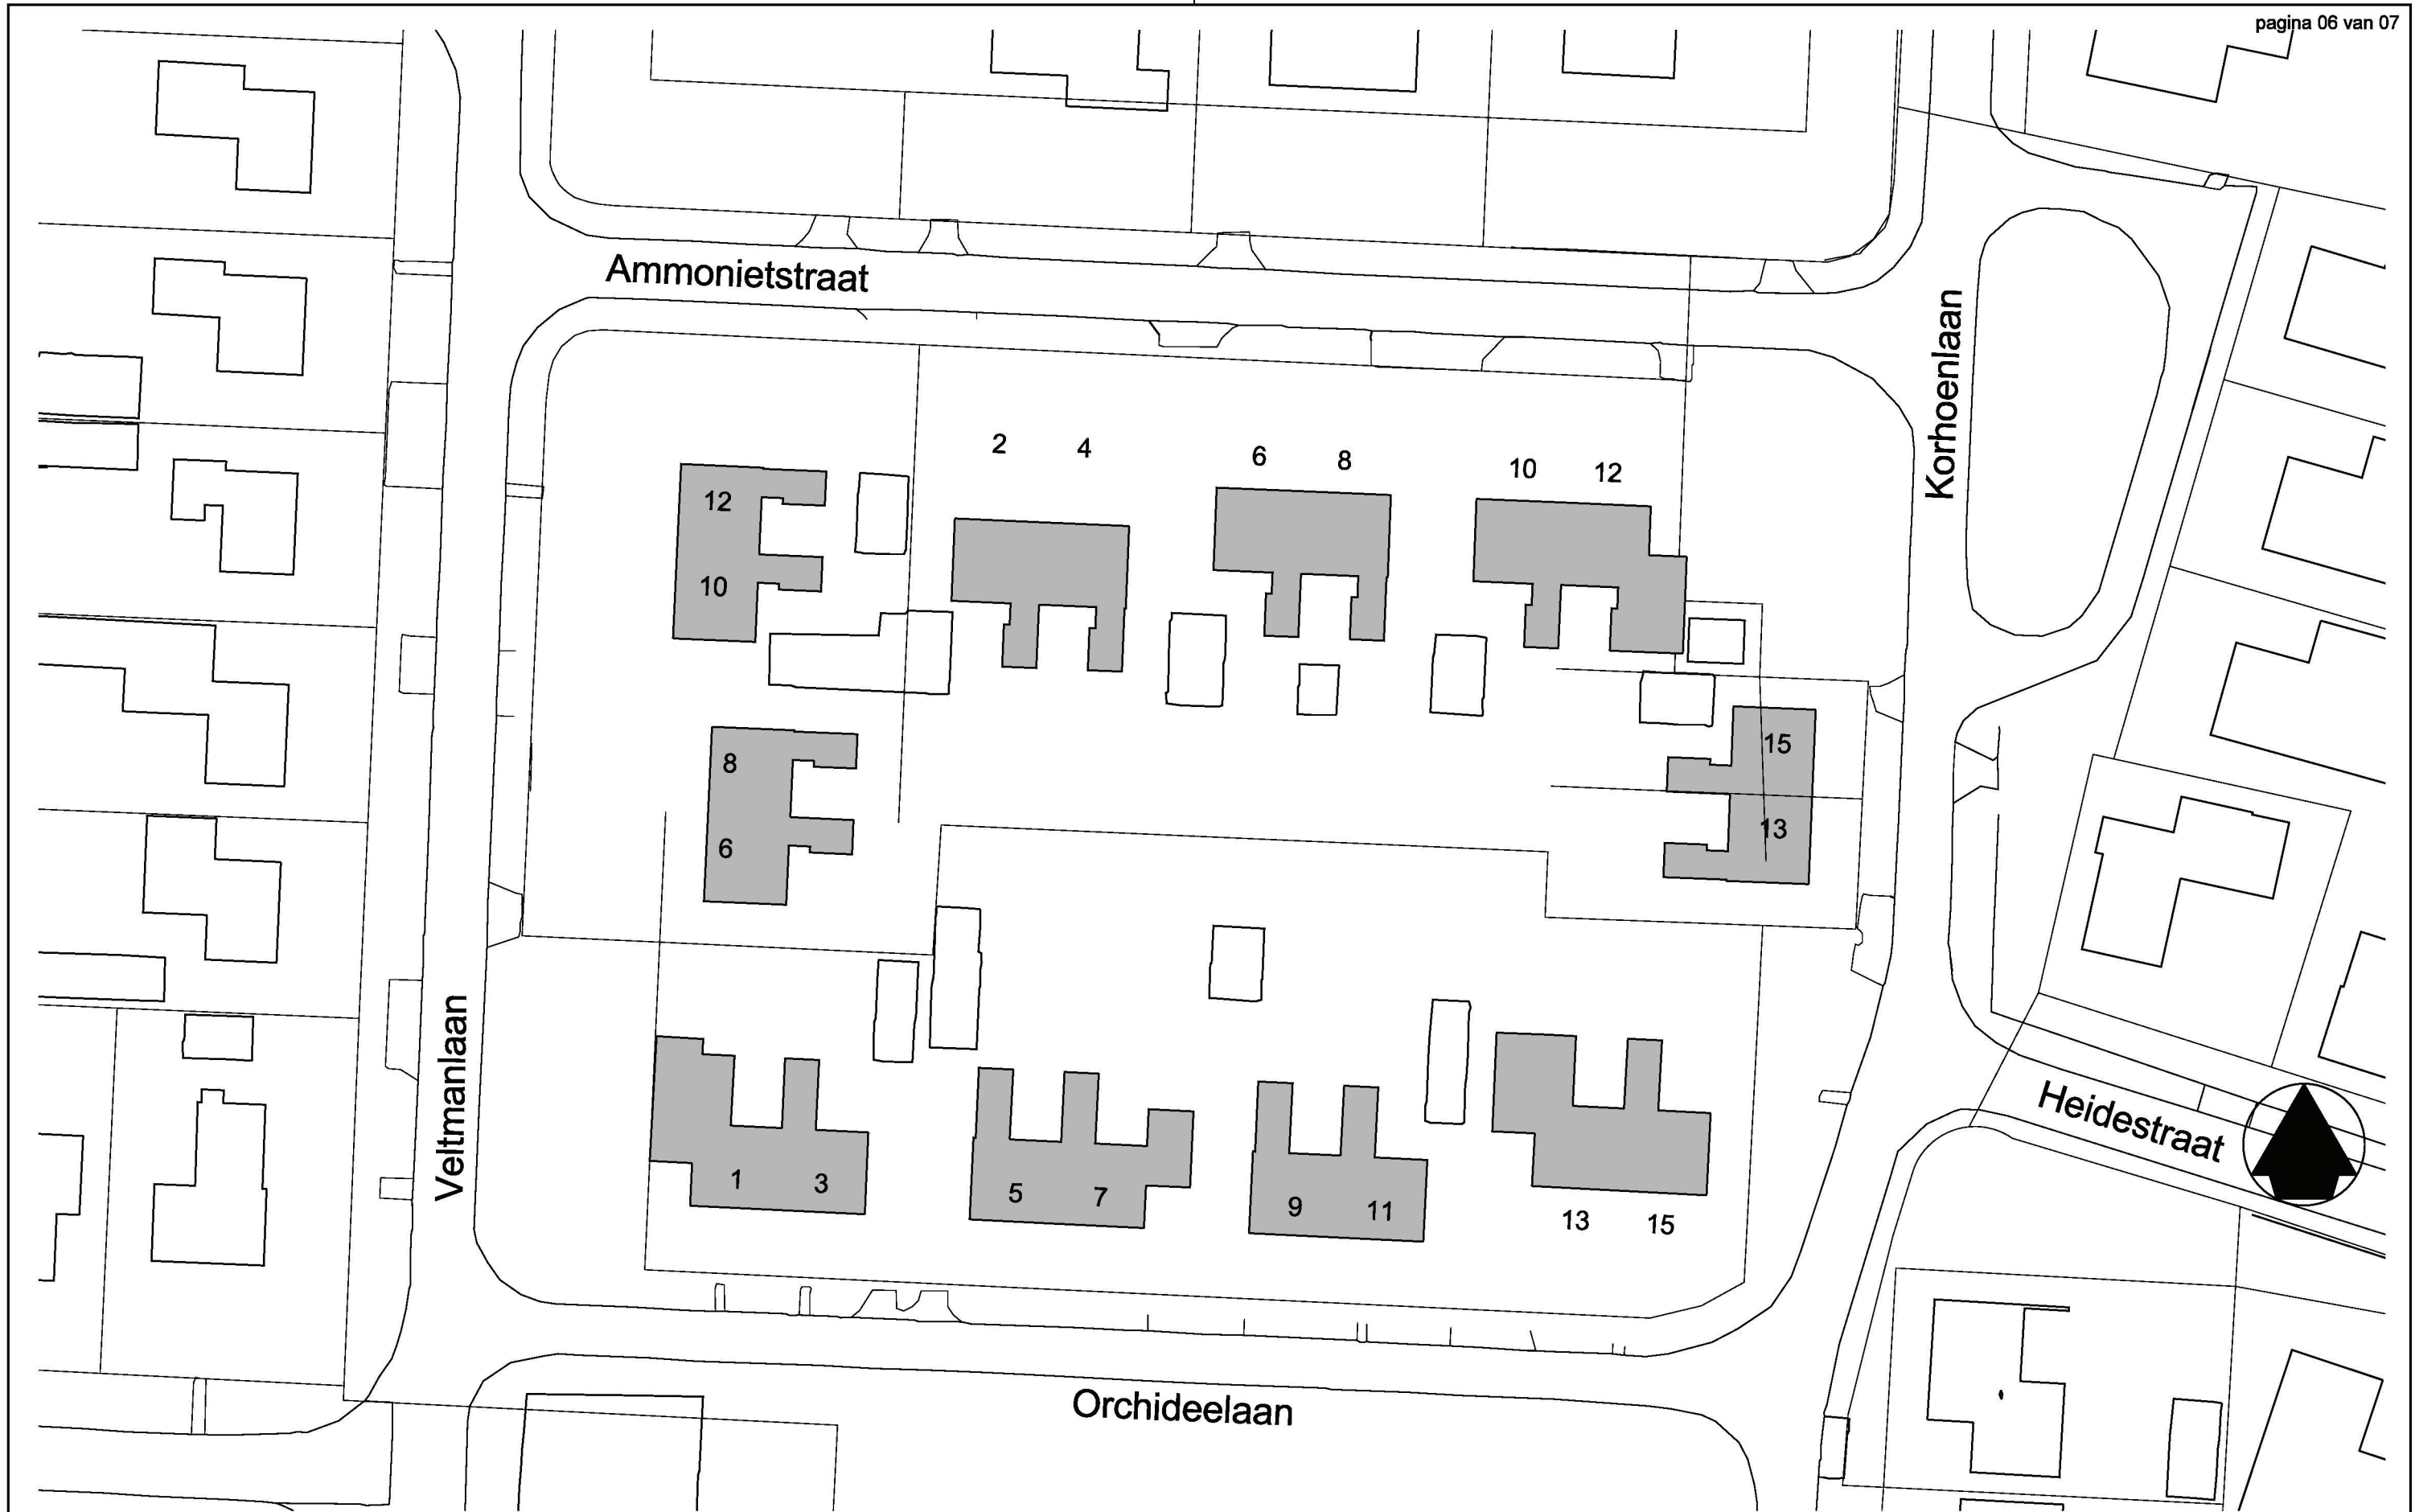 pagina 06 van 07
Ammonietstraat
Korhoenlaan
2 4 6 8 10 12
12
10
8
6
15
13
Veltmanlaan
Heidestraat
1 3 5 7 9 11 13 15
Orchideelaan